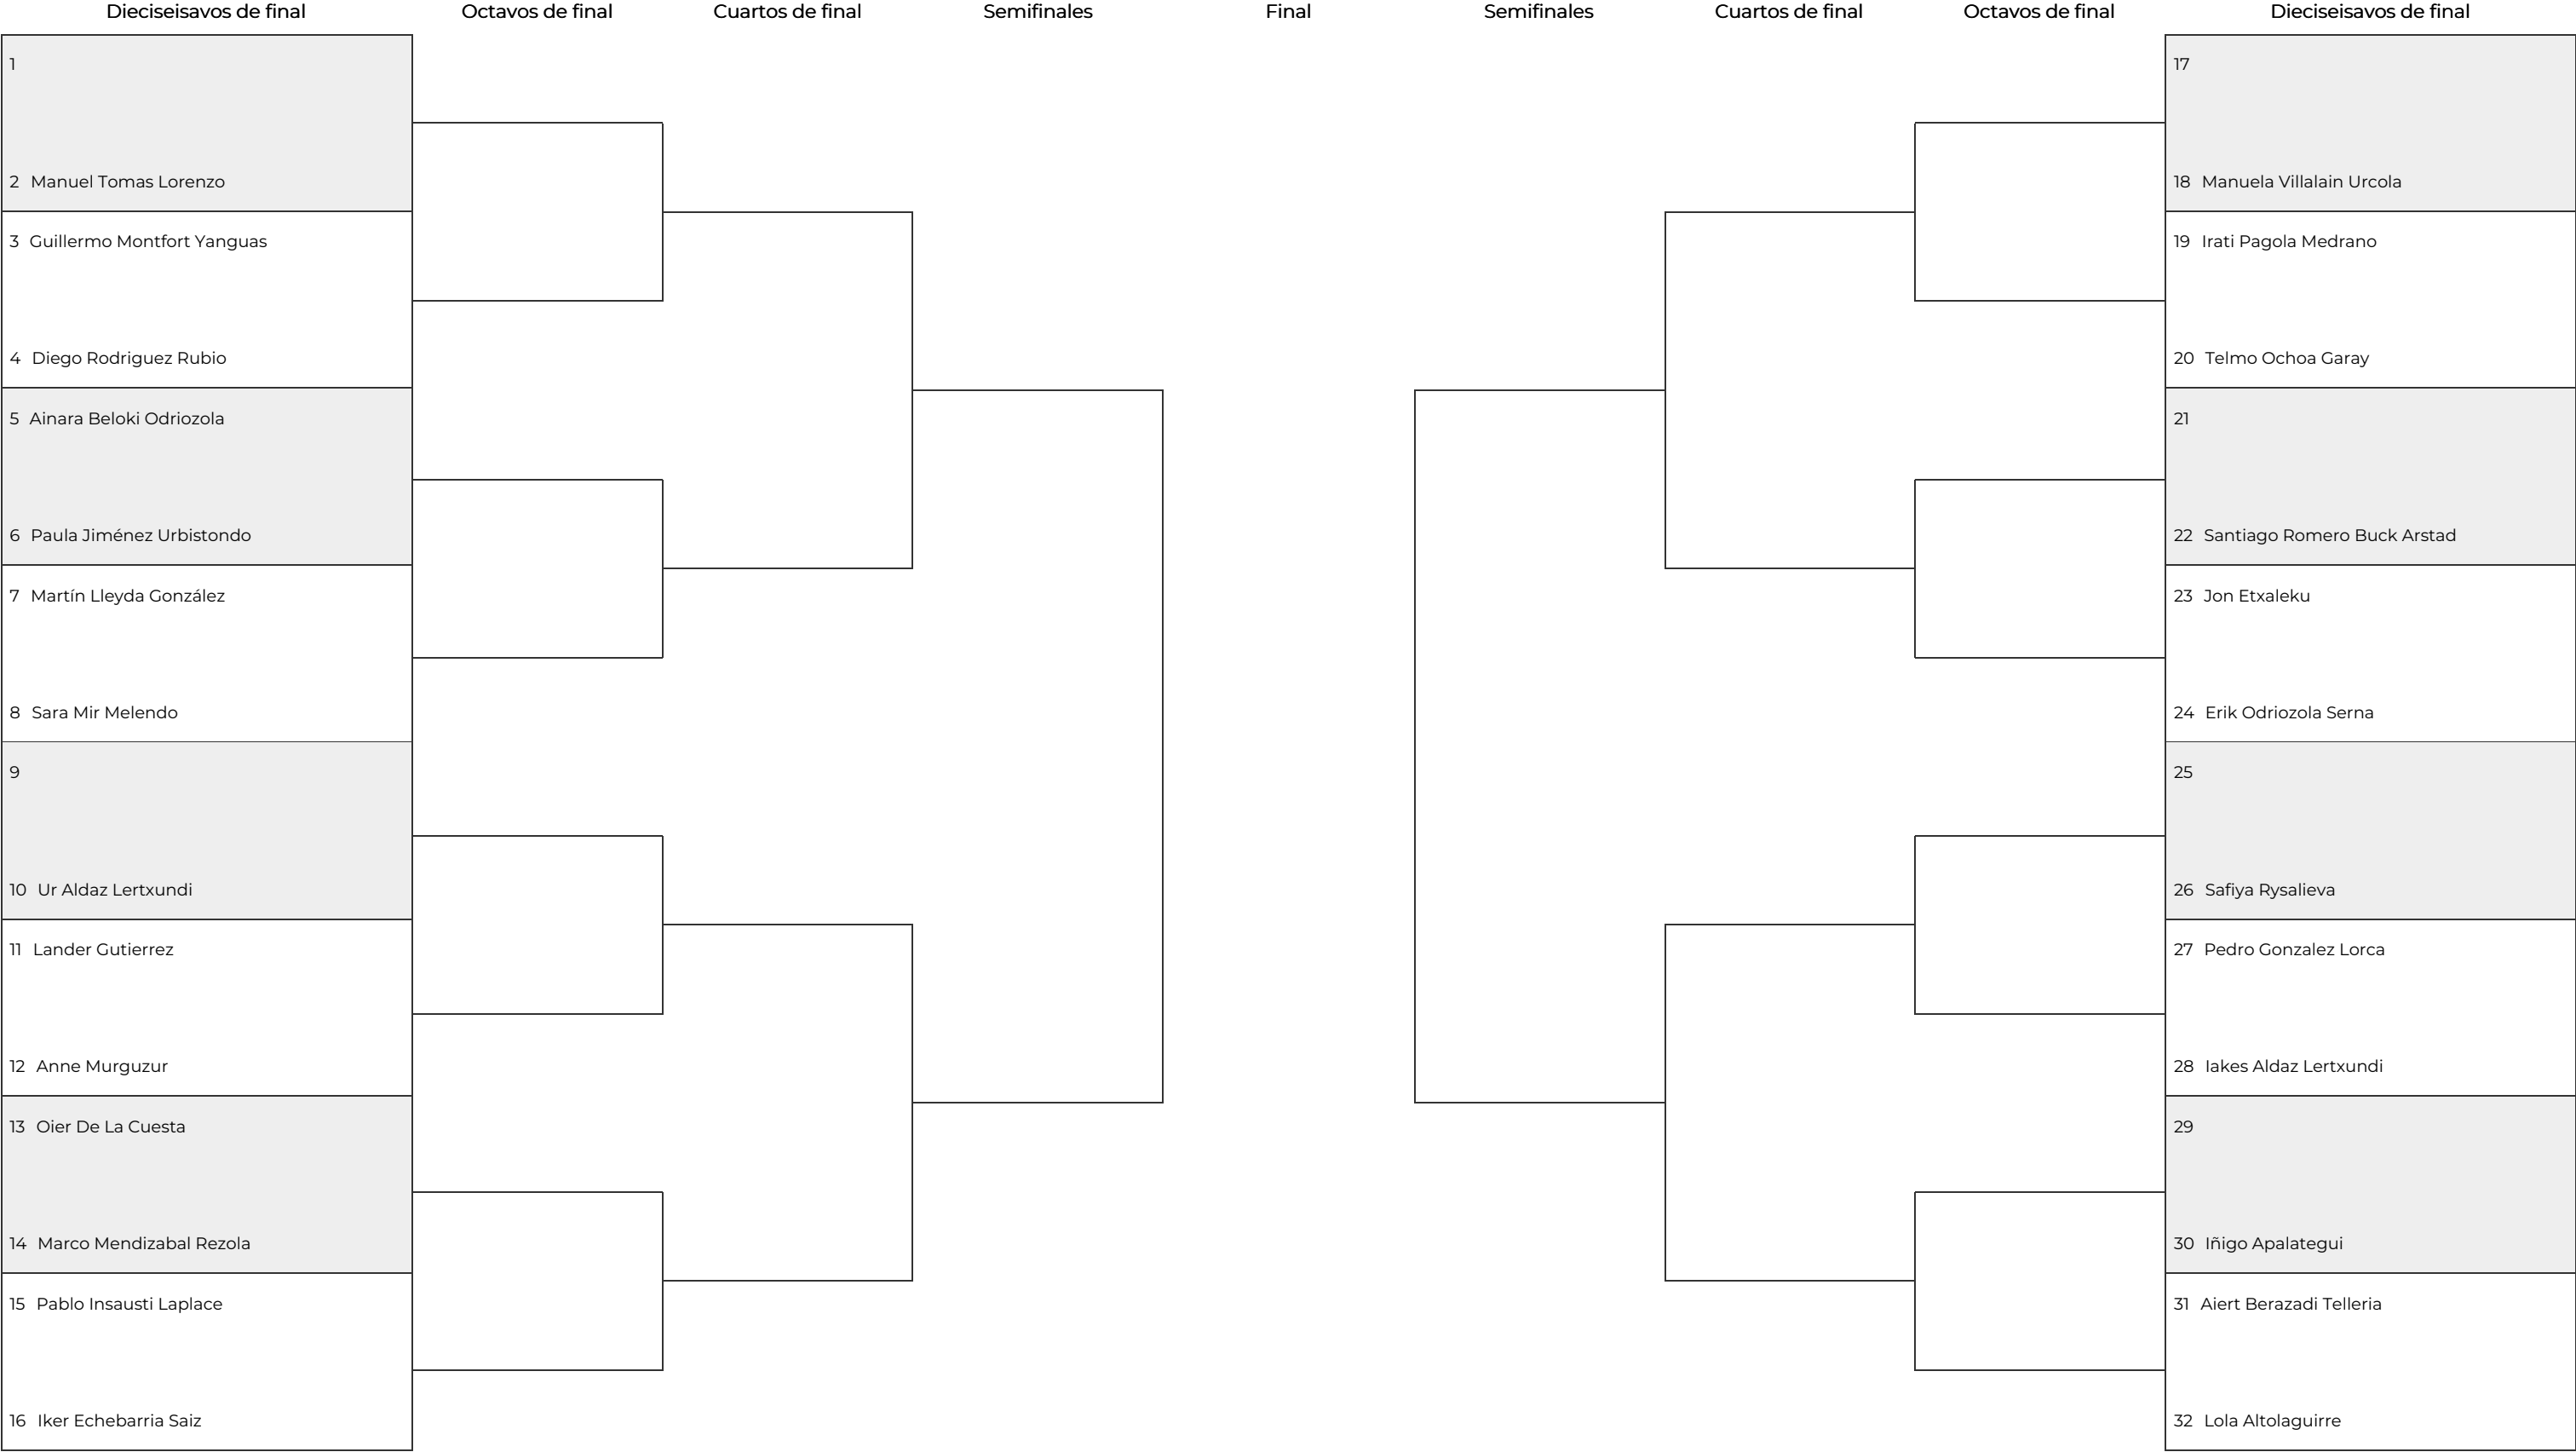 Dieciseisavos de final
Octavos de final
Cuartos de final
Semifinales
Final
Semifinales
Cuartos de final
Octavos de final
Dieciseisavos de final
1
2 Manuel Tomas Lorenzo
3 Guillermo Montfort Yanguas
4 Diego Rodriguez Rubio
5 Ainara Beloki Odriozola
6 Paula Jiménez Urbistondo
7 Martín Lleyda González
8 Sara Mir Melendo
9
10 Ur Aldaz Lertxundi
11 Lander Gutierrez
12 Anne Murguzur
13 Oier De La Cuesta
14 Marco Mendizabal Rezola
15 Pablo Insausti Laplace
16 Iker Echebarria Saiz
17
18 Manuela Villalain Urcola
19 Irati Pagola Medrano
20 Telmo Ochoa Garay
21
22 Santiago Romero Buck Arstad
23 Jon Etxaleku
24 Erik Odriozola Serna
25
26 Safiya Rysalieva
27 Pedro Gonzalez Lorca
28 Iakes Aldaz Lertxundi
29
30 Iñigo Apalategui
31 Aiert Berazadi Telleria
32 Lola Altolaguirre